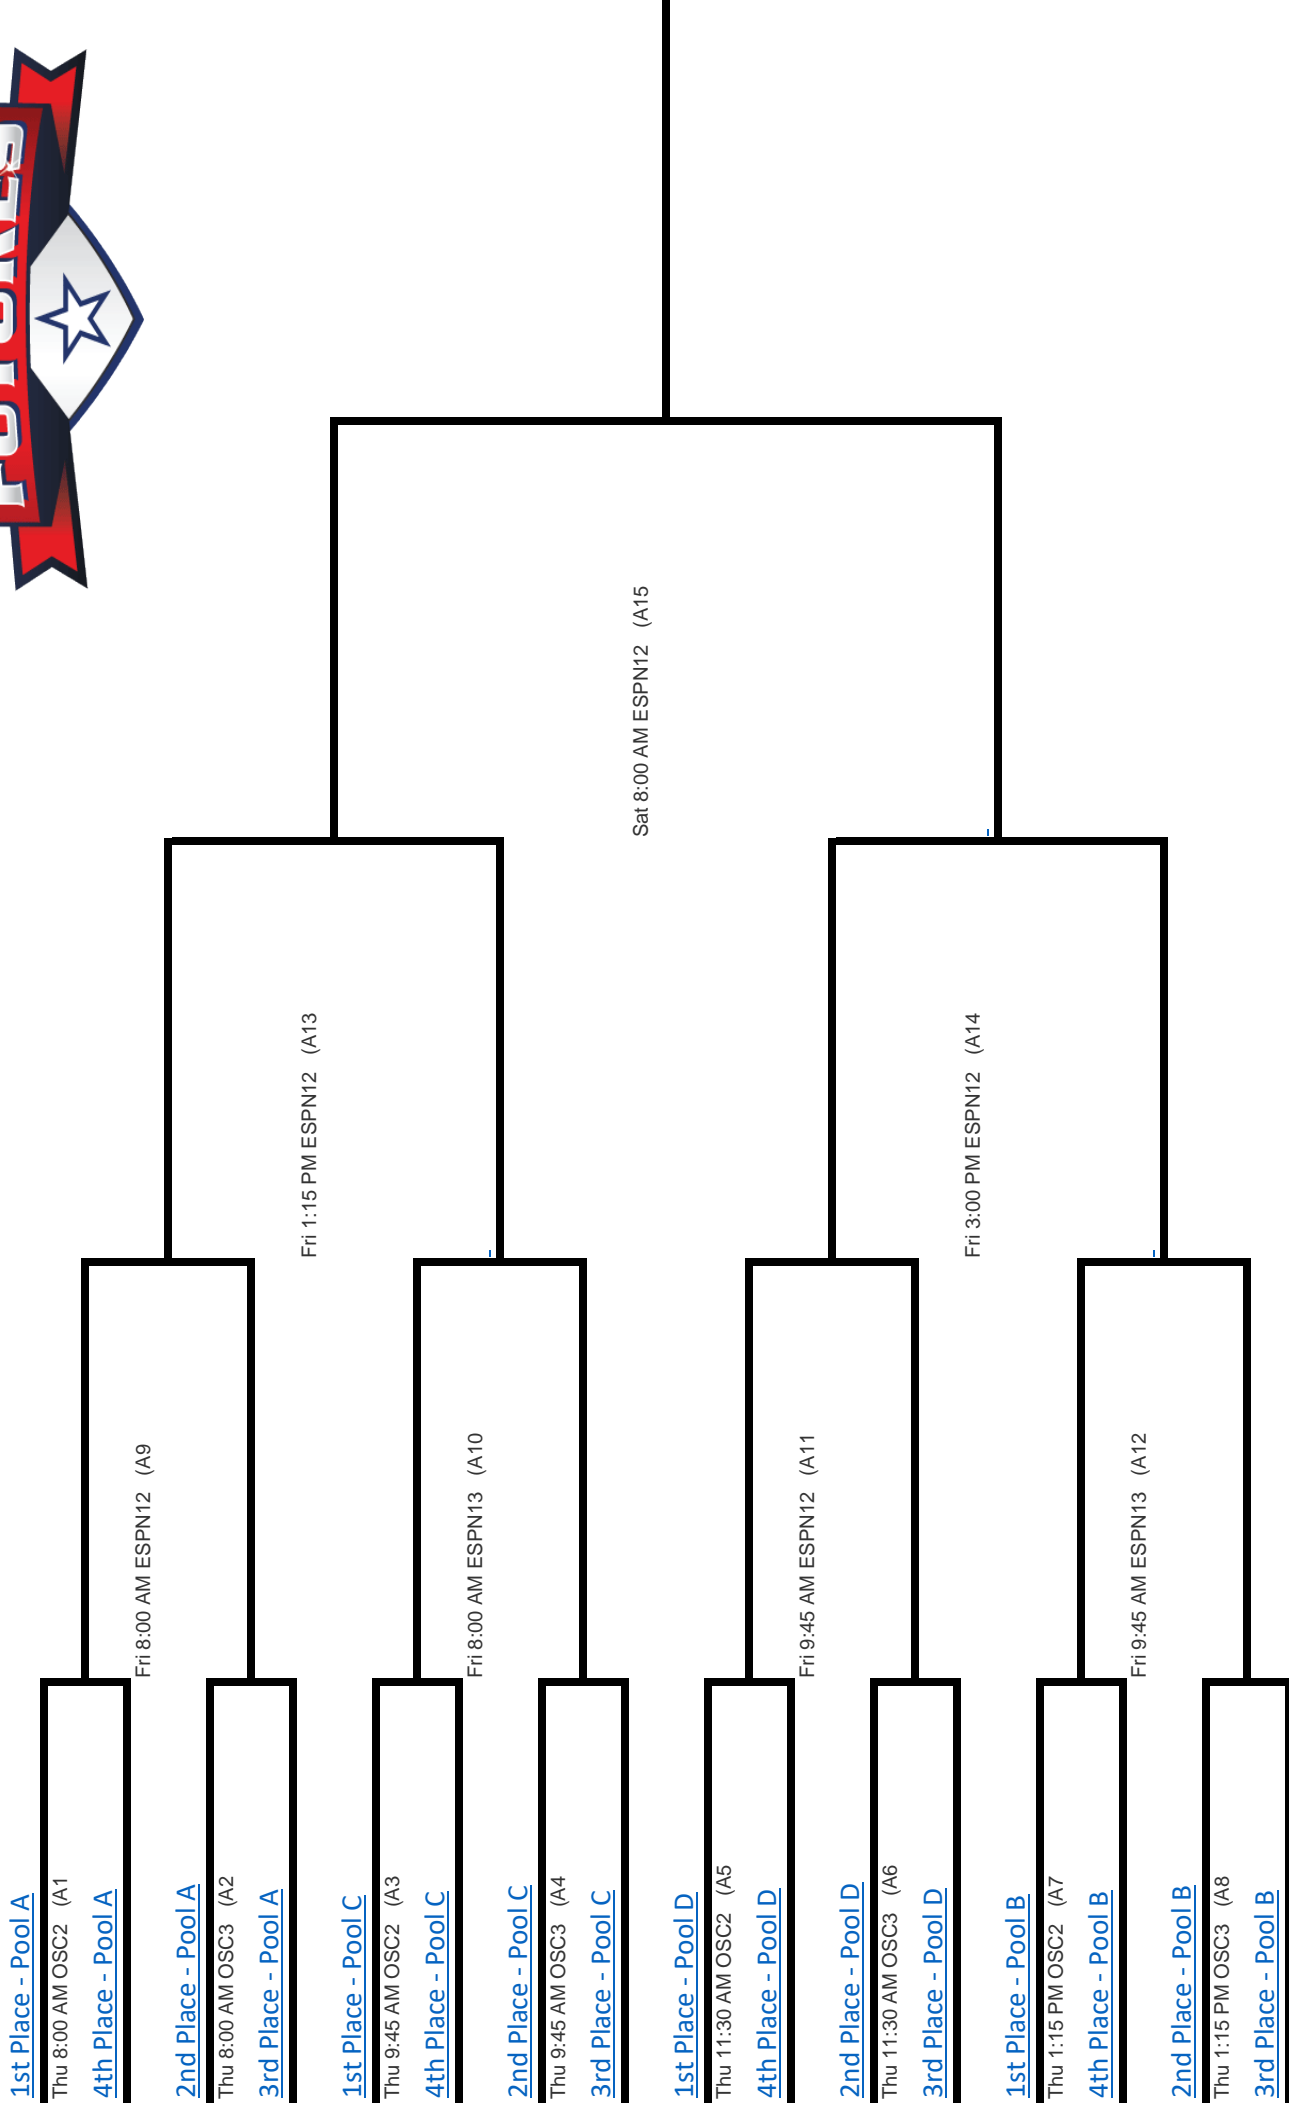 1st Place - Pool A
Thu 8:00 AM OSC2 (A1
4th Place - Pool A
2nd Place - Pool A
Thu 8:00 AM OSC3 (A2
3rd Place - Pool A
1st Place - Pool C
Thu 9:45 AM OSC2 (A3
4th Place - Pool C
2nd Place - Pool C
Thu 9:45 AM OSC3 (A4
3rd Place - Pool C
1st Place - Pool D
Thu 11:30 AM OSC2 (A5
4th Place - Pool D
2nd Place - Pool D
Thu 11:30 AM OSC3 (A6
3rd Place - Pool D
1st Place - Pool B
Thu 1:15 PM OSC2 (A7
4th Place - Pool B
2nd Place - Pool B
Thu 1:15 PM OSC3 (A8
3rd Place - Pool B
Fri 8:00 AM ESPN12 (A9
Fri 8:00 AM ESPN13 (A10
Fri 9:45 AM ESPN12 (A11
Fri 9:45 AM ESPN13 (A12
Fri 1:15 PM ESPN12 (A13
Fri 3:00 PM ESPN12 (A14
Sat 8:00 AM ESPN12 (A15